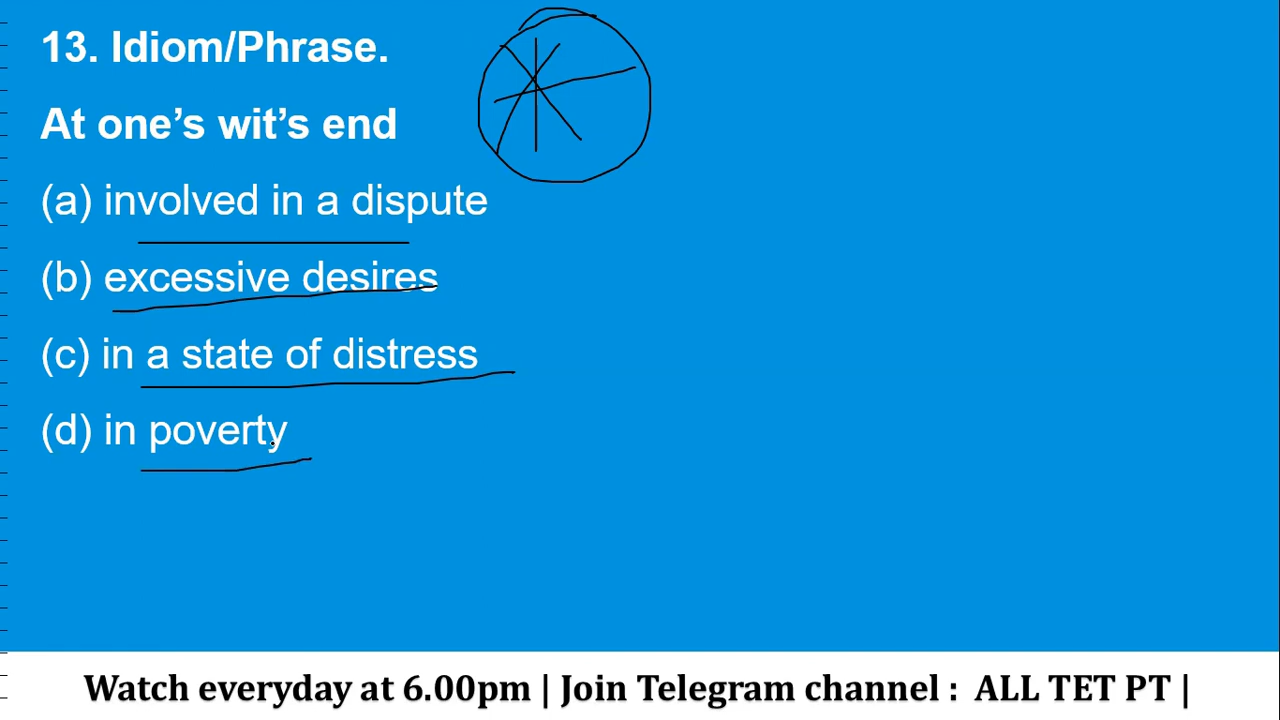 13. Idiom/Phrase.
At one’s wit’s end
(a) involved in a dispute
(b) excessive desires
(c) in a state of distress
(d) in poverty
Watch everyday at 6.00pm | Join Telegram channel : ALL TET PT |